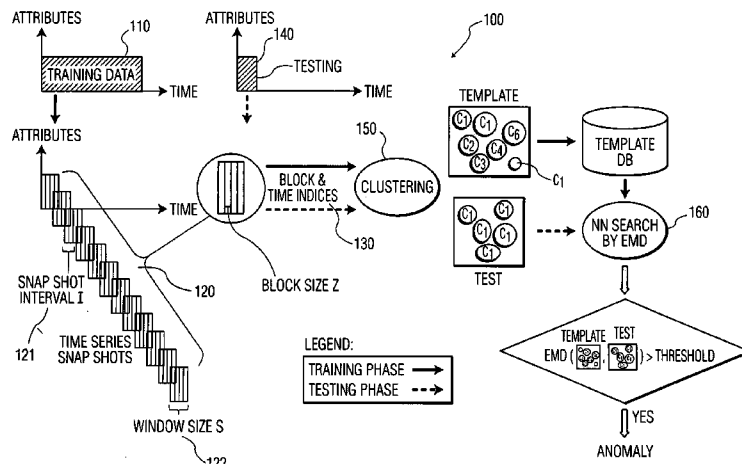 ATTRIBUTES
110
TRAINING DATA
TIME
ATTRIBUTES
140
TESTING
TIME
100
ATTRIBUTES
TIME
SNAP SHOT
INTERVAL I
121
TIME SERIES
SNAP SHOTS
120
WINDOW SIZE S
122
BLOCK &
TIME INDICES
130
BLOCK SIZE Z
150
CLUSTERING
TEMPLATE
C1
C1
C6
C2
C4
C3
C1
TEMPLATE
DB
C1
C1
C1
C1
C1
TEST
NN SEARCH
BY EMD
160
TEMPLATE TEST
EMD ( , ) > THRESHOLD
YES
ANOMALY
LEGEND:
TRAINING PHASE
TESTING PHASE